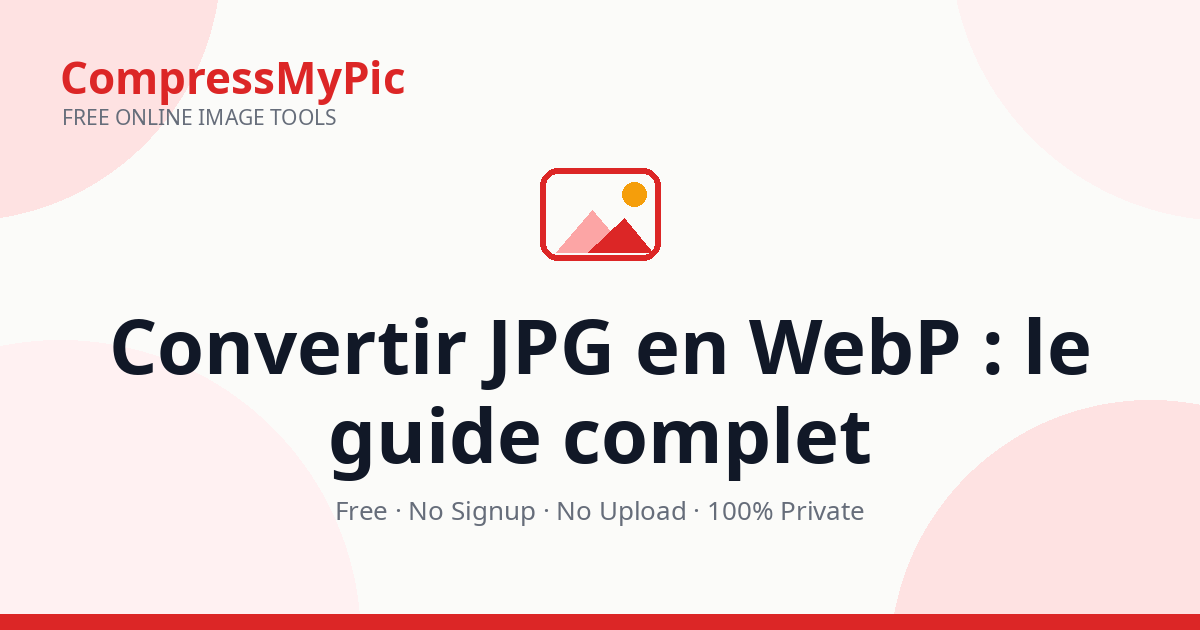 CompressMyPic
FREE ONLINE IMAGE TOOLS
Convertir JPG en WebP : le
guide complet
Free · No Signup · No Upload · 100% Private